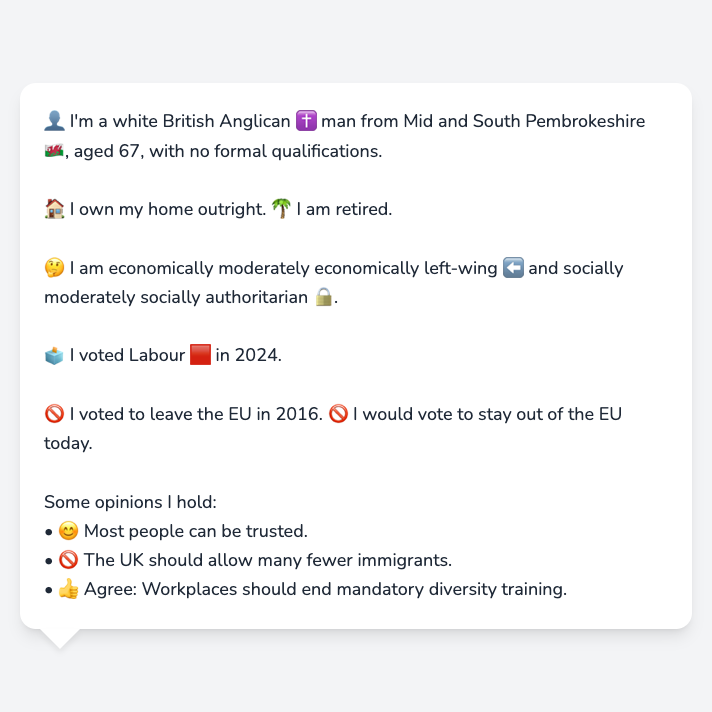 👤 I'm a white British Anglican ✝️ man from Mid and South Pembrokeshire
🏴󠁧󠁢󠁷󠁬󠁳󠁿, aged 67, with no formal qualifications.
🏠 I own my home outright. 🌴 I am retired.
🤔 I am economically moderately economically left-wing ⬅️ and socially
moderately socially authoritarian 🔒.
🗳️ I voted Labour 🟥 in 2024.
🚫 I voted to leave the EU in 2016. 🚫 I would vote to stay out of the EU
today.
Some opinions I hold:
• 😊 Most people can be trusted.
• 🚫 The UK should allow many fewer immigrants.
• 👍 Agree: Workplaces should end mandatory diversity training.